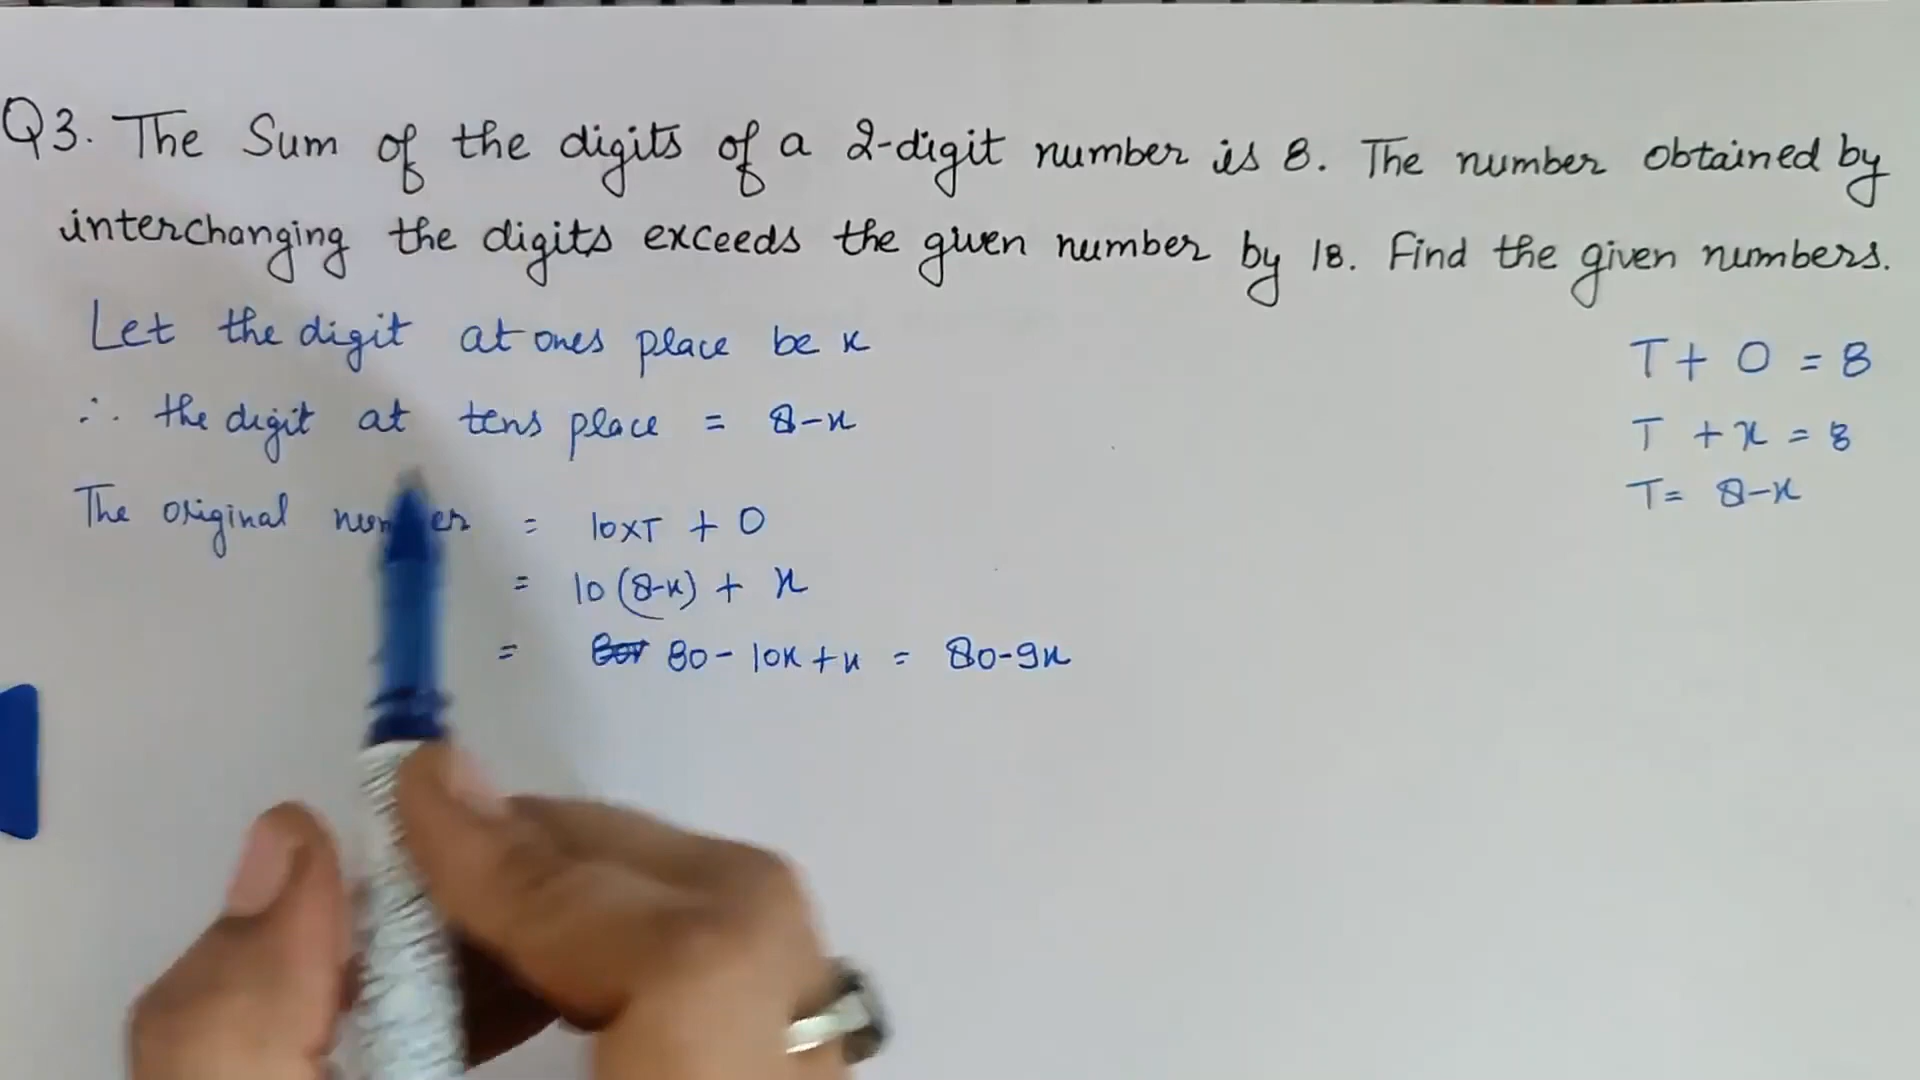 Q3. The Sum of the digits of a 2-digit number is 8. The number obtained by
interchanging the digits exceeds the given number by 18. Find the given numbers.
Let the digit at ones place be x
∴ the digit at tens place = 8-x
The original = 10xT + O
= 10 (8-x) + x
= 80 - 10x + x = 80-9x
T + O = 8
T + x = 8
T = 8-x